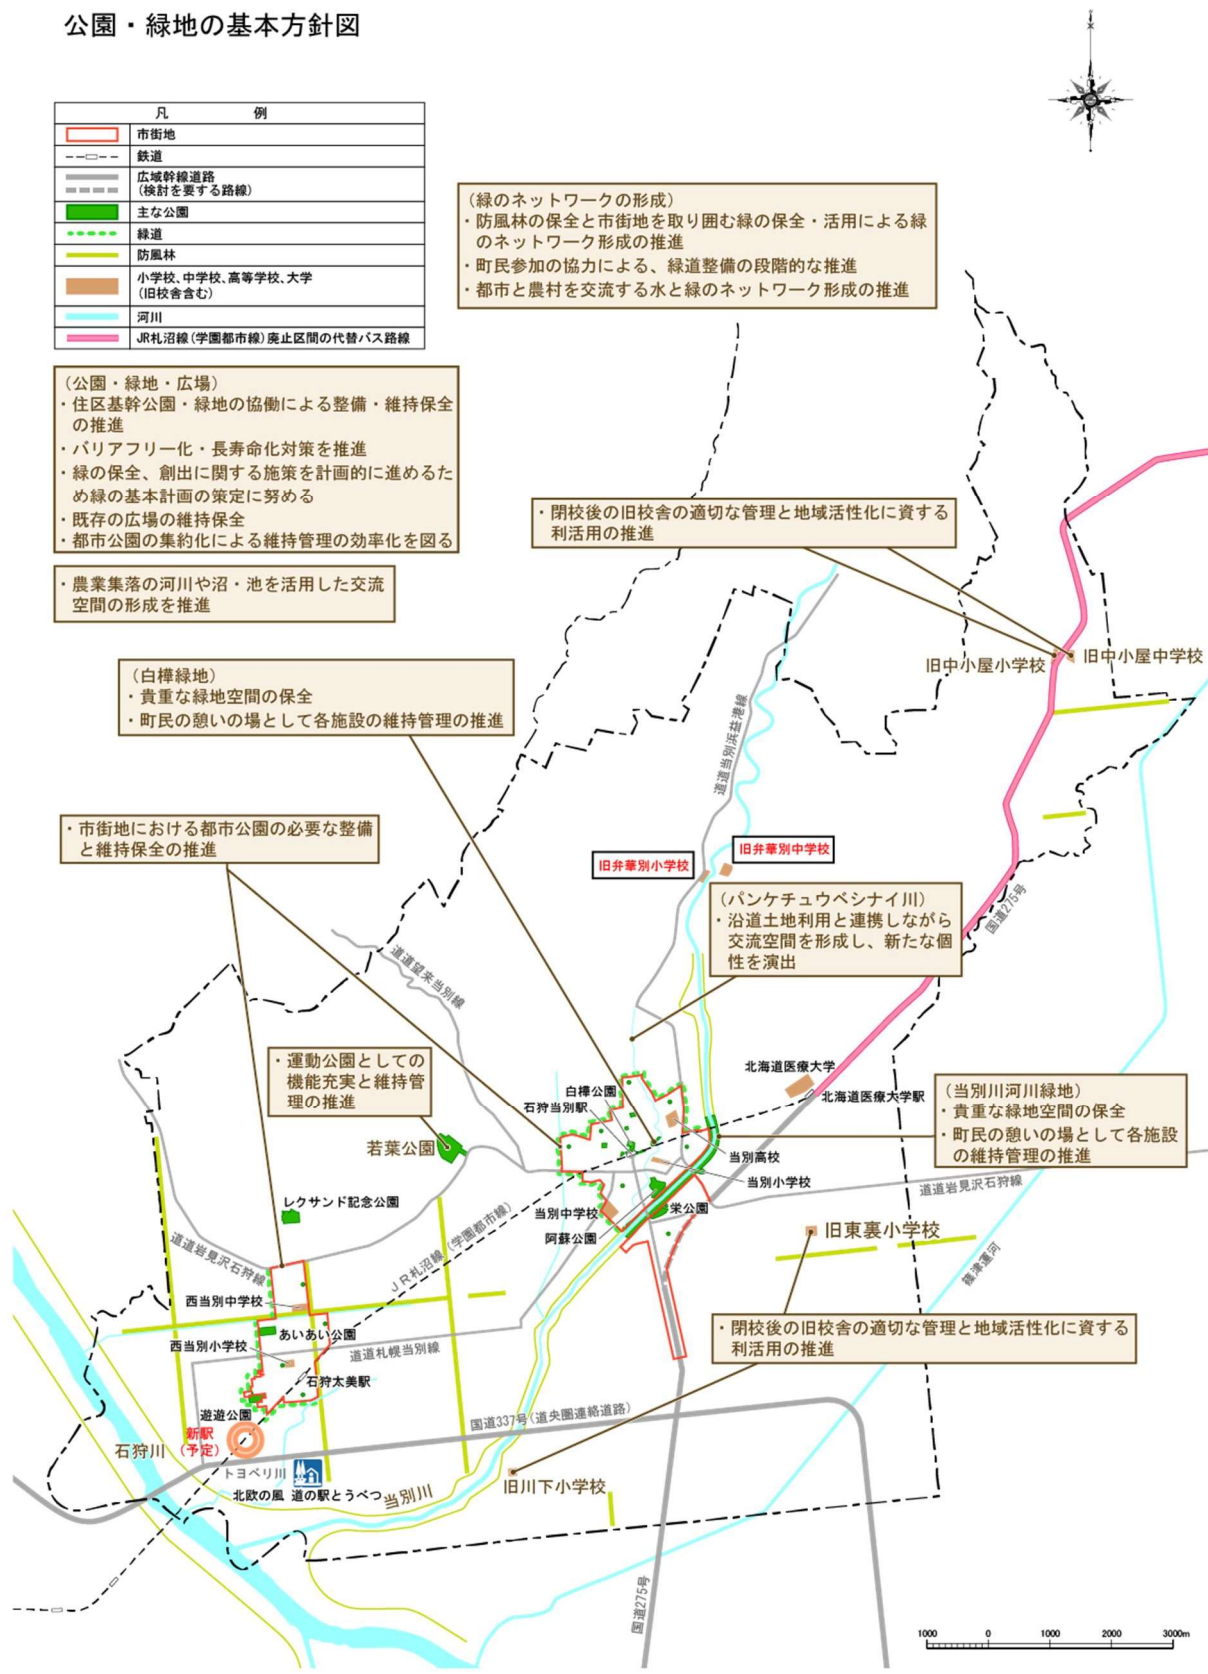 公園・緑地の基本方針図
凡　例
市街地
鉄道
広域幹線道路
(検討を要する路線)
主な公園
緑道
防風林
小学校、中学校、高等学校、大学
(旧校舎含む)
河川
JR札沼線(学園都市線)廃止区間の代替バス路線
（緑のネットワークの形成）
・防風林の保全と市街地を取り囲む緑の保全・活用による緑
のネットワーク形成の推進
・町民参加の協力による、緑道整備の段階的な推進
・都市と農村を交流する水と緑のネットワーク形成の推進
（公園・緑地・広場）
・住区基幹公園・緑地の協働による整備・維持保全
の推進
・バリアフリー化・長寿命化対策を推進
・緑の保全、創出に関する施策を計画的に進めるた
め緑の基本計画の策定に努める
・既存の広場の維持保全
・都市公園の集約化による維持管理の効率化を図る
・農業集落の河川や沼・池を活用した交流
空間の形成を推進
・閉校後の旧校舎の適切な管理と地域活性化に資する
利活用の推進
旧中小屋小学校
旧中小屋中学校
（白樺緑地）
・貴重な緑地空間の保全
・町民の憩いの場として各施設の維持管理の推進
道道当別浜益港線
・市街地における都市公園の必要な整備
と維持保全の推進
旧弁華別小学校
旧弁華別中学校
（パンケチュウベシナイ川）
・沿道土地利用と連携しながら
交流空間を形成し、新たな個
性を演出
国道275号
道道望来当別線
・運動公園としての
機能充実と維持管
理の推進
若葉公園
白樺公園
石狩当別駅
北海道医療大学
北海道医療大学駅
（当別川河川緑地）
・貴重な緑地空間の保全
・町民の憩いの場として各施設
の維持管理の推進
当別高校
当別小学校
道道岩見沢石狩線
レクサンド記念公園
当別中学校
栄公園
阿蘇公園
旧東裏小学校
篠津運河
道道岩見沢石狩線
JR札沼線(学園都市線)
西当別中学校
あいあい公園
西当別小学校
道道札幌当別線
石狩太美駅
・閉校後の旧校舎の適切な管理と地域活性化に資する
利活用の推進
遊遊公園
新駅
(予定)
石狩川
国道337号(道央圏連絡道路)
トヨベリ川
北欧の風 道の駅とうべつ
当別川
旧川下小学校
国道275号
1000 0 1000 2000 3000m